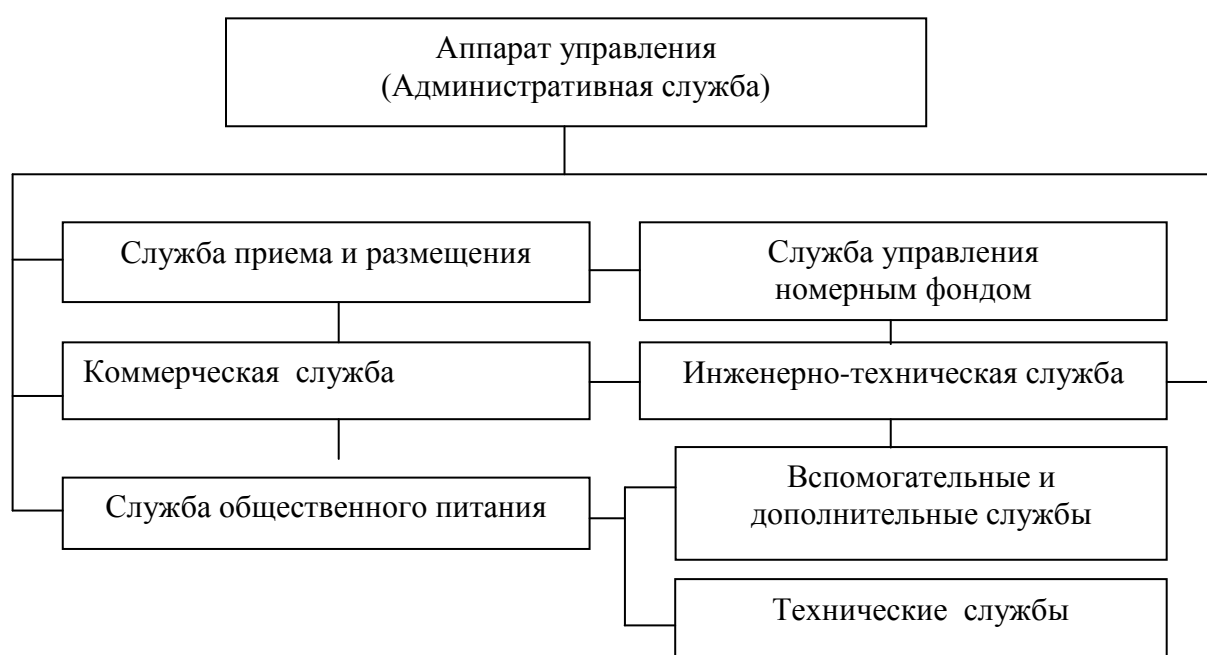 Аппарат управления
(Административная служба)
Служба приема и размещения
Служба управления
номерным фондом
Коммерческая служба
Инженерно-техническая служба
Служба общественного питания
Вспомогательные и
дополнительные службы
Технические службы